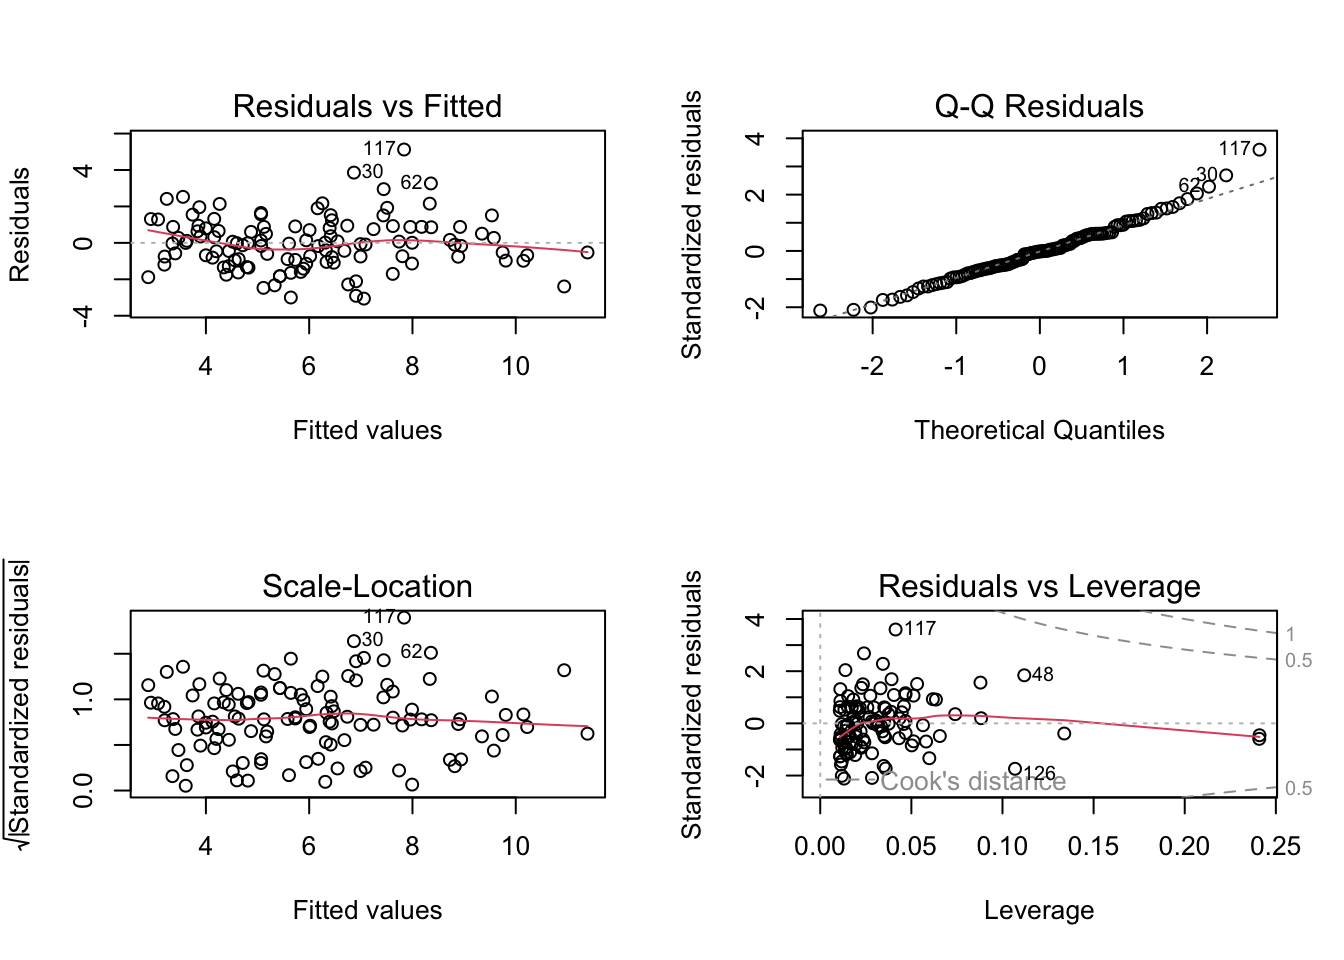 Residuals vs Fitted
Residuals
4
0
-4
117
30
62
4 6 8 10
Fitted values
Q-Q Residuals
Standardized residuals
4
2
0
-2
117
30
62
-2 -1 0 1 2
Theoretical Quantiles
Scale-Location
√|Standardized residuals|
1.0
0.0
117
30
62
4 6 8 10
Fitted values
Residuals vs Leverage
Standardized residuals
4
2
0
-2
117
48
126
Cook's distance
1
0.5
0.5
0.00 0.05 0.10 0.15 0.20 0.25
Leverage